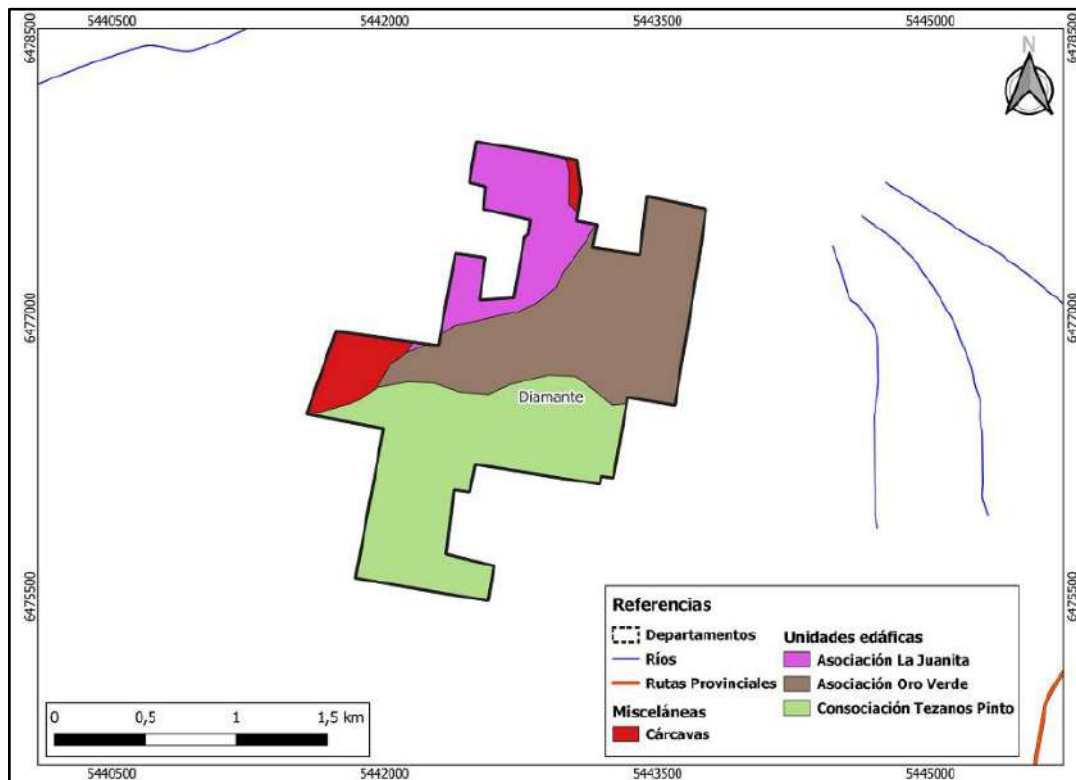 5440500 5442000 5443500 5445000
6478500 6478500
N
6477000 6477000
Diamante
6475500 6475500
Referencias
Departamentos
Ríos
Rutas Provinciales
Misceláneas
Cárcavas
Unidades edáficas
Asociación La Juanita
Asociación Oro Verde
Consociación Tezanos Pinto
0 0,5 1 1,5 km
5440500 5442000 5443500 5445000